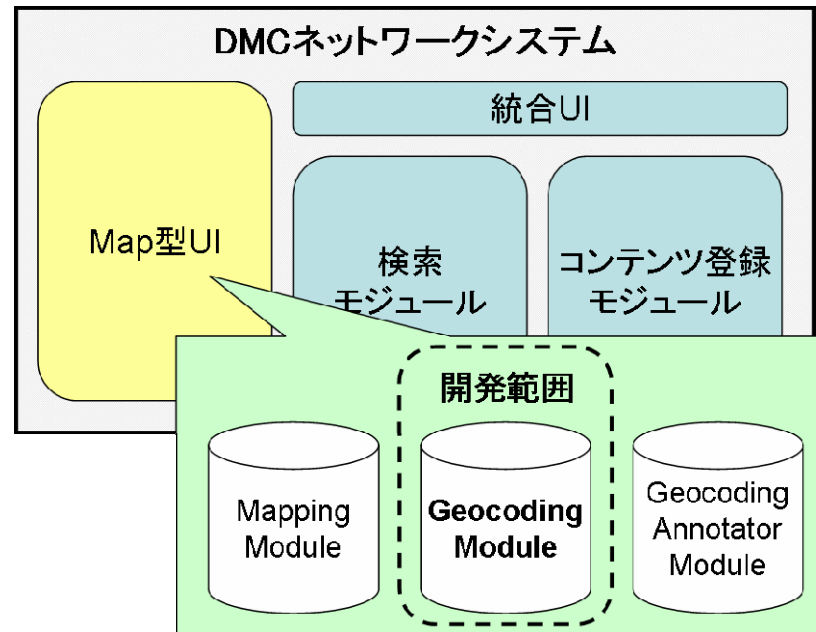 DMCネットワークシステム
統合UI
Map型UI
検索
モジュール
コンテンツ登録
モジュール
開発範囲
Mapping
Module
Geocoding
Module
Geocoding
Annotator
Module